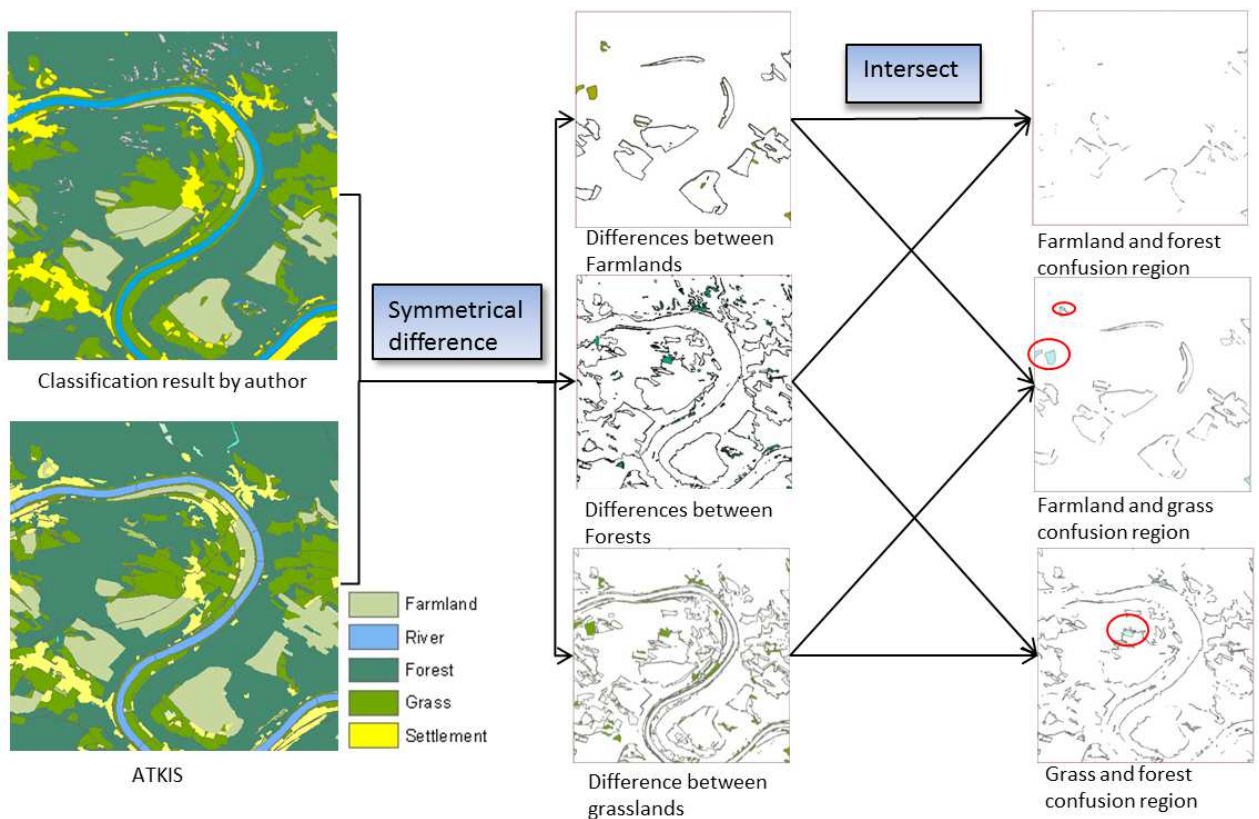 Classification result by author
ATKIS
Farmland
River
Forest
Grass
Settlement
Symmetrical
difference
Differences between
Farmlands
Differences between
Forests
Difference between
grasslands
Intersect
Farmland and forest
confusion region
Farmland and grass
confusion region
Grass and forest
confusion region